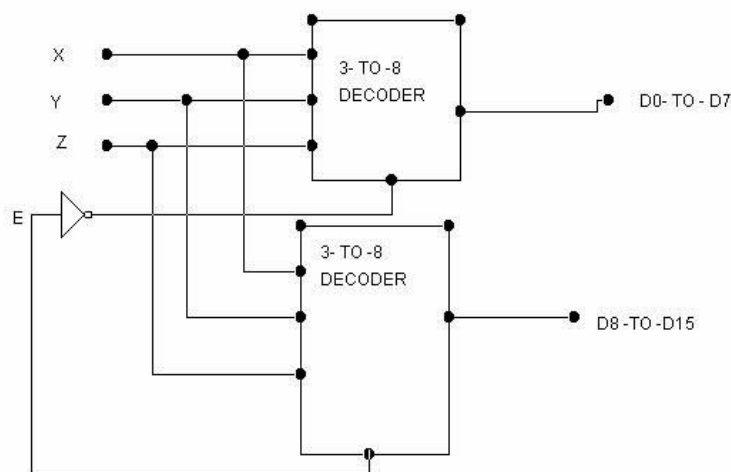 X
3- TO -8
DECODER
Y
D0- TO - D7
Z
E
3- TO -8
DECODER
D8 -TO -D15